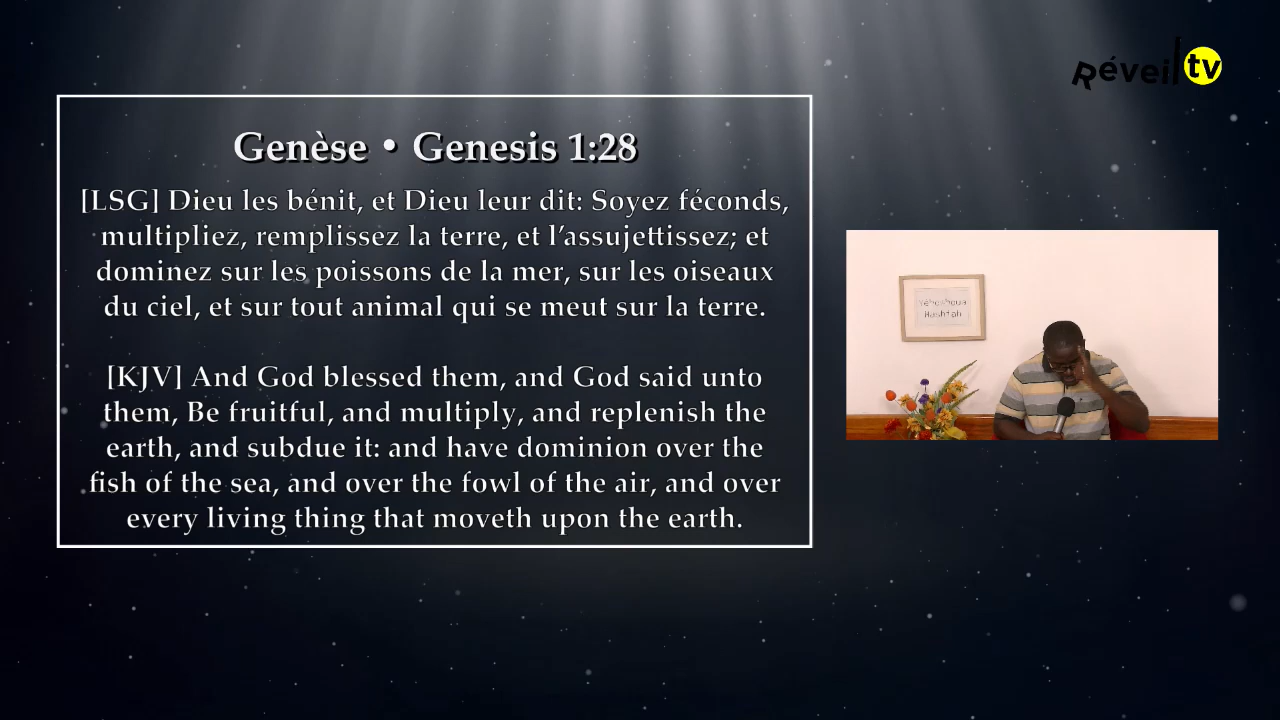 Réveil tv
Genèse • Genesis 1:28
[LSG] Dieu les bénit, et Dieu leur dit: Soyez féconds,
multipliez, remplissez la terre, et l’assujettissez; et
dominez sur les poissons de la mer, sur les oiseaux
du ciel, et sur tout animal qui se meut sur la terre.
[KJV] And God blessed them, and God said unto
them, Be fruitful, and multiply, and replenish the
earth, and subdue it: and have dominion over the
fish of the sea, and over the fowl of the air, and over
every living thing that moveth upon the earth.